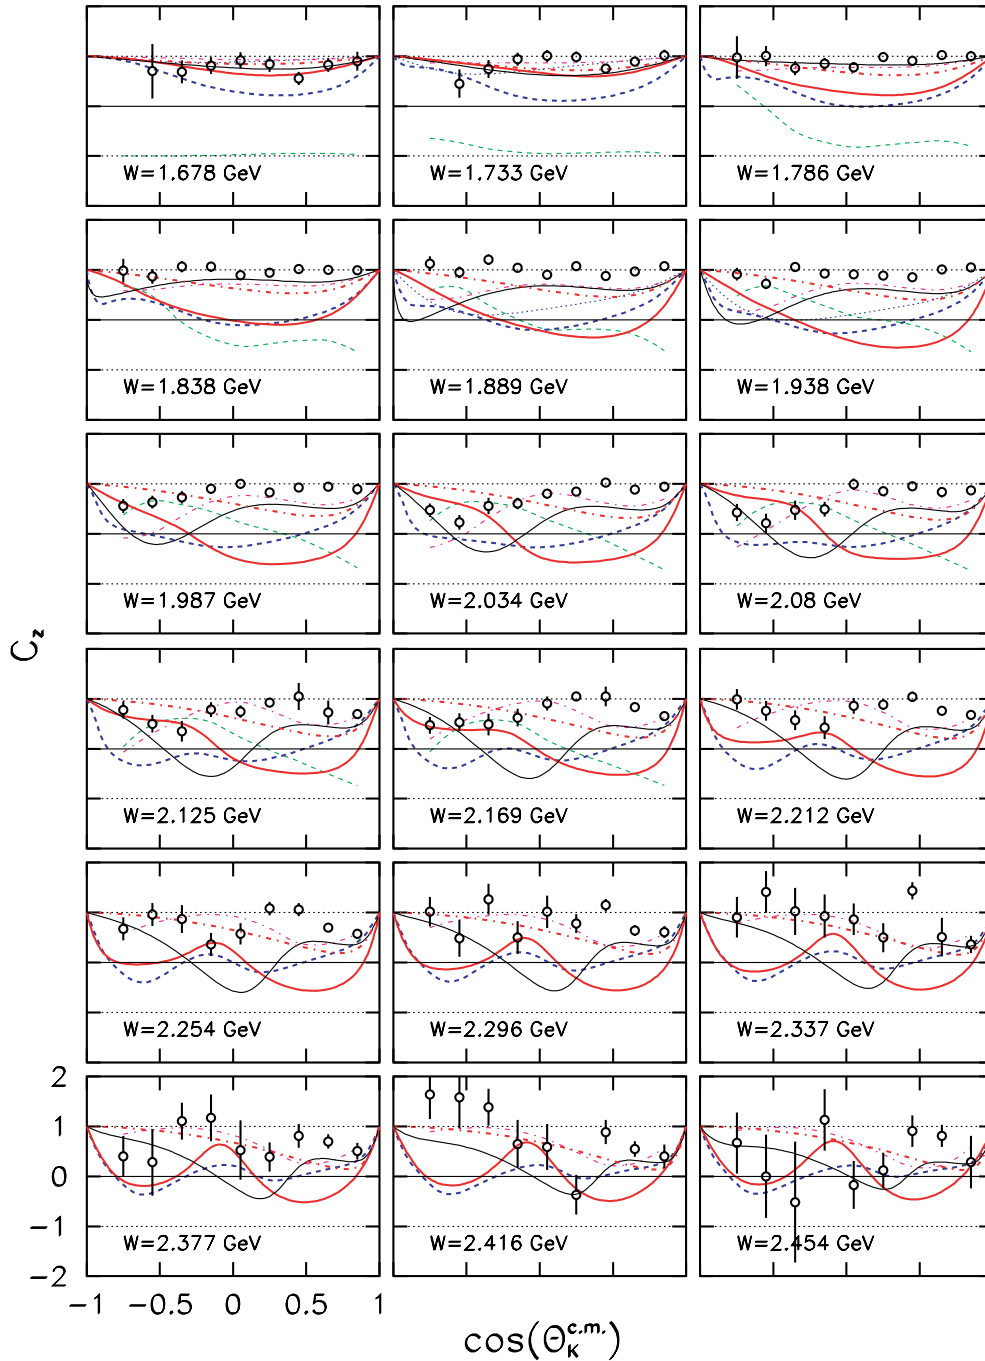 W=1.678 GeV
W=1.733 GeV
W=1.786 GeV
W=1.838 GeV
W=1.889 GeV
W=1.938 GeV
W=1.987 GeV
W=2.034 GeV
W=2.08 GeV
C_z
W=2.125 GeV
W=2.169 GeV
W=2.212 GeV
W=2.254 GeV
W=2.296 GeV
W=2.337 GeV
2
1
0
-1
-2
W=2.377 GeV
W=2.416 GeV
W=2.454 GeV
-1 -0.5 0 0.5 1
cos(Θ_K^c.m.)